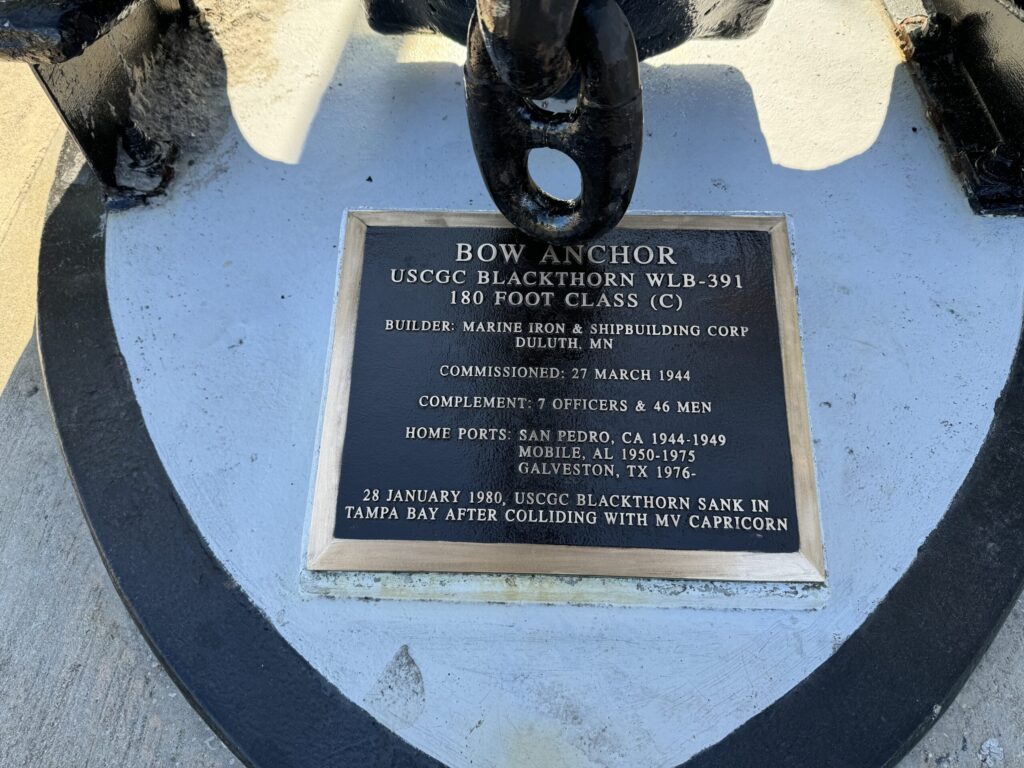 BOW ANCHOR
USCGC BLACKTHORN WLB-391
180 FOOT CLASS (C)
BUILDER: MARINE IRON & SHIPBUILDING CORP
DULUTH, MN
COMMISSIONED: 27 MARCH 1944
COMPLEMENT: 7 OFFICERS & 46 MEN
HOME PORTS: SAN PEDRO, CA 1944-1949
MOBILE, AL 1950-1975
GALVESTON, TX 1976-
28 JANUARY 1980, USCGC BLACKTHORN SANK IN
TAMPA BAY AFTER COLLIDING WITH MV CAPRICORN